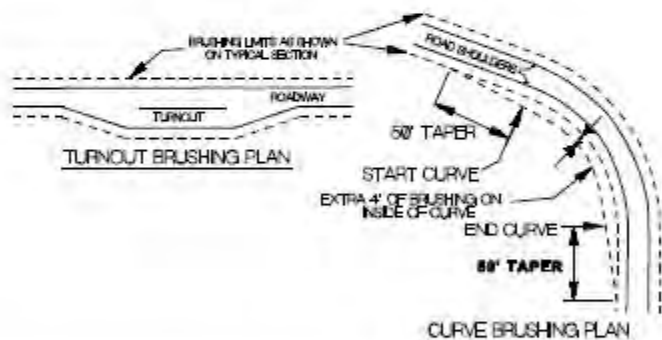 BRUSHING LIMITS AS SHOWN
ON TYPICAL SECTION
ROADWAY
TURNOUT
TURNOUT BRUSHING PLAN
ROAD SHOULDERS
50' TAPER
START CURVE
EXTRA 4' OF BRUSHING ON
INSIDE OF CURVE
END CURVE
50' TAPER
CURVE BRUSHING PLAN